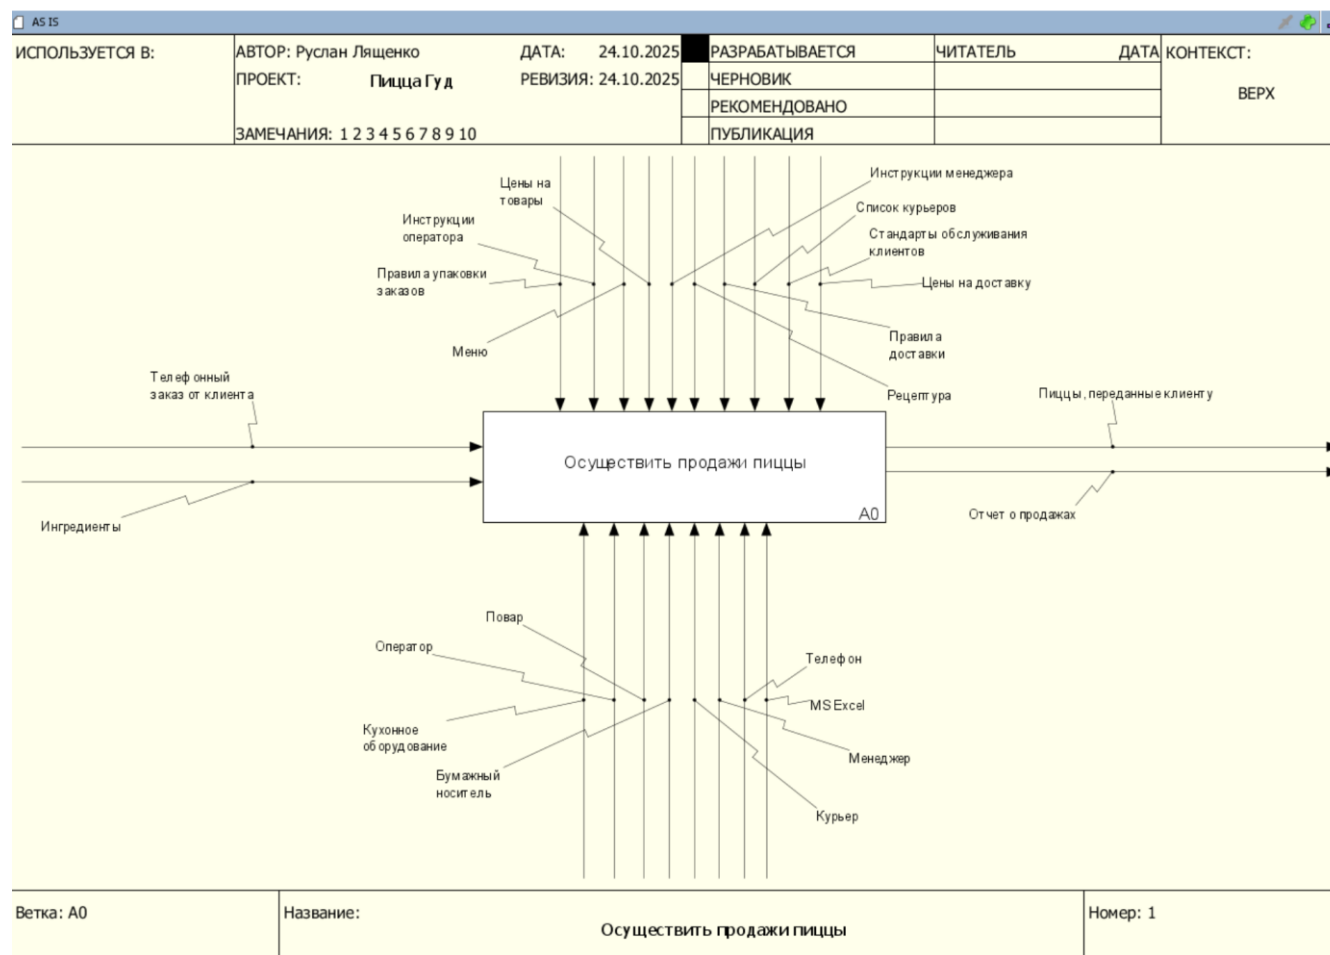 AS IS
ИСПОЛЬЗУЕТСЯ В:
АВТОР: Руслан Лященко
ДАТА: 24.10.2025
ПРОЕКТ: Пицца Гуд
РЕВИЗИЯ: 24.10.2025
ЗАМЕЧАНИЯ: 1 2 3 4 5 6 7 8 9 10
РАЗРАБАТЫВАЕТСЯ
ЧЕРНОВИК
РЕКОМЕНДОВАНО
ПУБЛИКАЦИЯ
ЧИТАТЕЛЬ
ДАТА
КОНТЕКСТ:
ВЕРХ
Цены на
товары
Инструкции
оператора
Правила упаковки
заказов
Меню
Инструкции менеджера
Список курьеров
Стандарты обслуживания
клиентов
Цены на доставку
Правила
доставки
Рецептура
Телефонный
заказ от клиента
Ингредиенты
Осуществить продажи пиццы
A0
Пиццы, переданные клиенту
Отчет о продажах
Повар
Оператор
Кухонное
оборудование
Бумажный
носитель
Телефон
MS Excel
Менеджер
Курьер
Ветка: A0
Название:
Осуществить продажи пиццы
Номер: 1